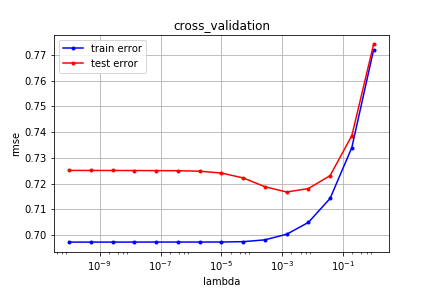 cross_validation
train error
test error
rmse
0.77
0.76
0.75
0.74
0.73
0.72
0.71
0.70
10⁻⁹ 10⁻⁷ 10⁻⁵ 10⁻³ 10⁻¹
lambda